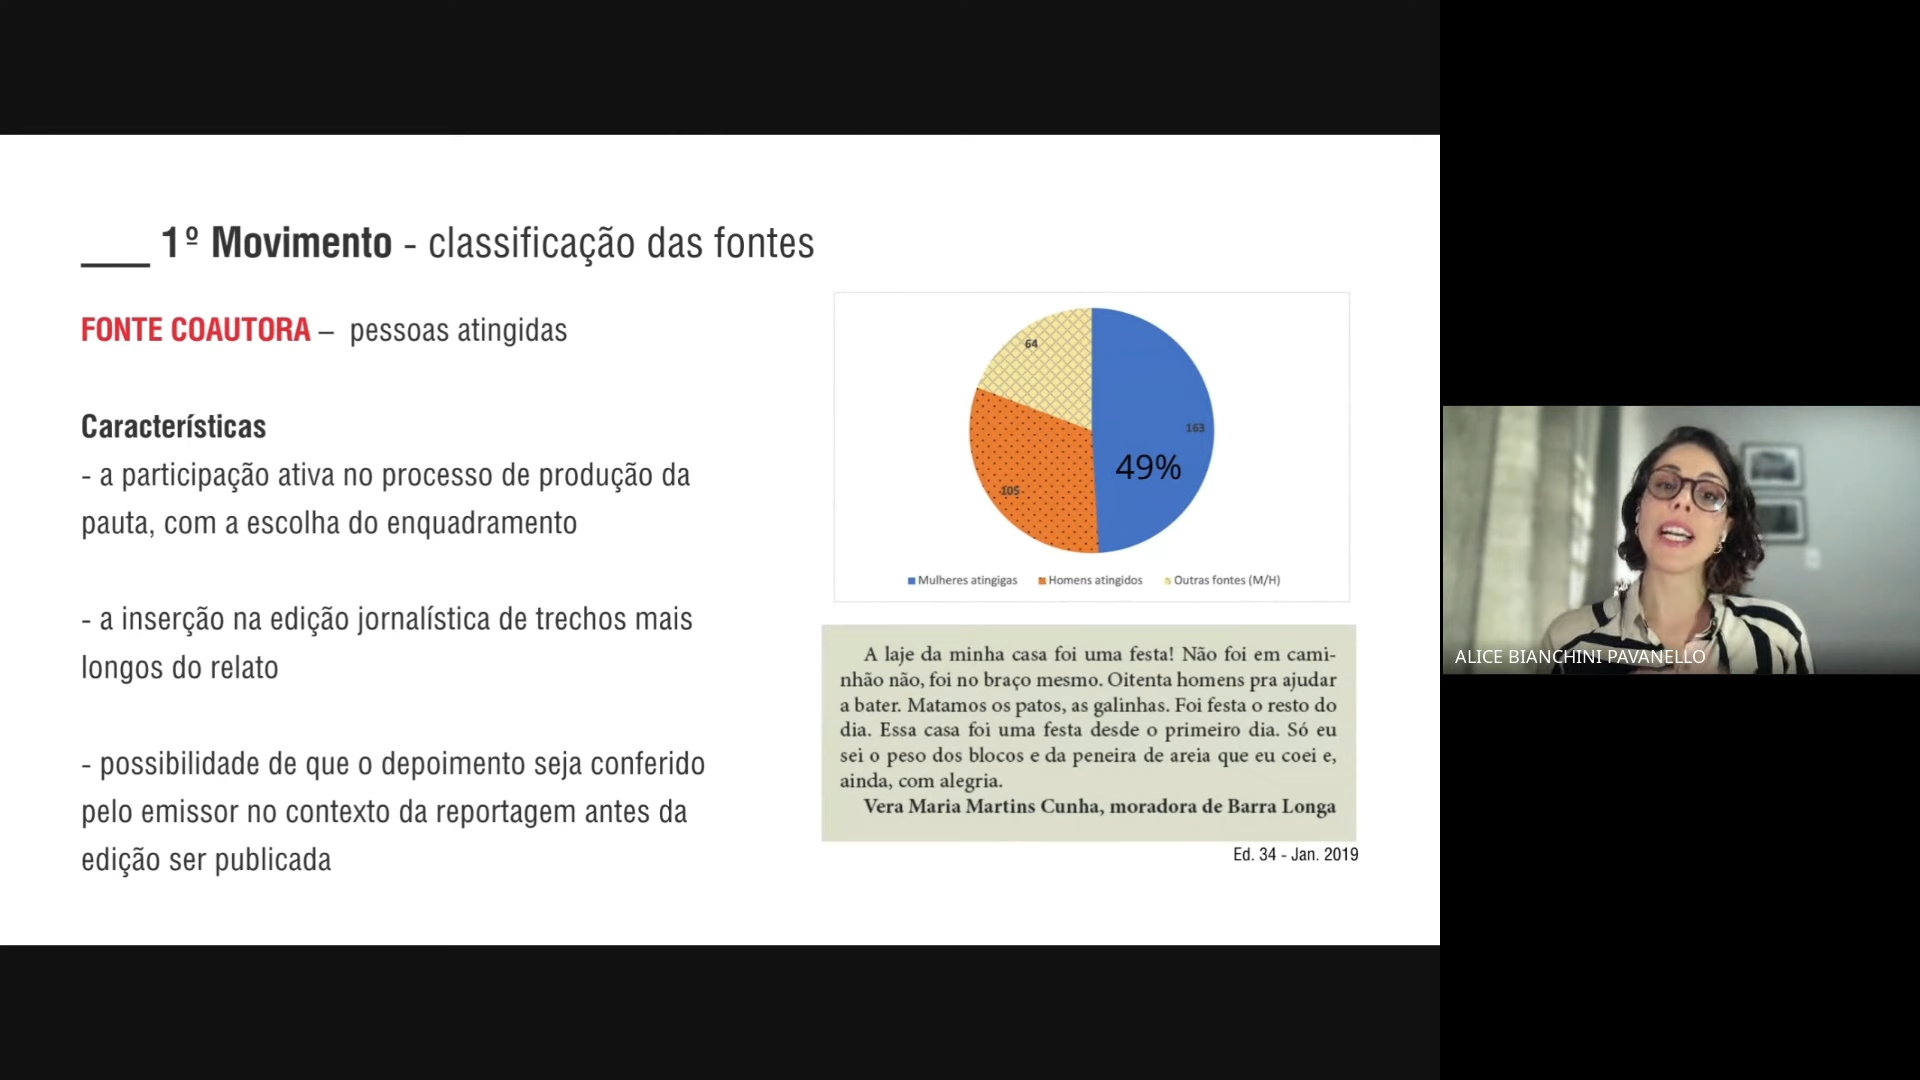 ___ 1º Movimento - classificação das fontes
FONTE COAUTORA – pessoas atingidas
Características
- a participação ativa no processo de produção da
pauta, com a escolha do enquadramento
- a inserção na edição jornalística de trechos mais
longos do relato
- possibilidade de que o depoimento seja conferido
pelo emissor no contexto da reportagem antes da
edição ser publicada
64
163
49%
105
Mulheres atingigas Homens atingidos Outras fontes (M/H)
A laje da minha casa foi uma festa! Não foi em cami-
nhão não, foi no braço mesmo. Oitenta homens pra ajudar
a bater. Matamos os patos, as galinhas. Foi festa o resto do
dia. Essa casa foi uma festa desde o primeiro dia. Só eu
sei o peso dos blocos e da peneira de areia que eu coei e,
ainda, com alegria.
Vera Maria Martins Cunha, moradora de Barra Longa
Ed. 34 - Jan. 2019
ALICE BIANCHINI PAVANELLO